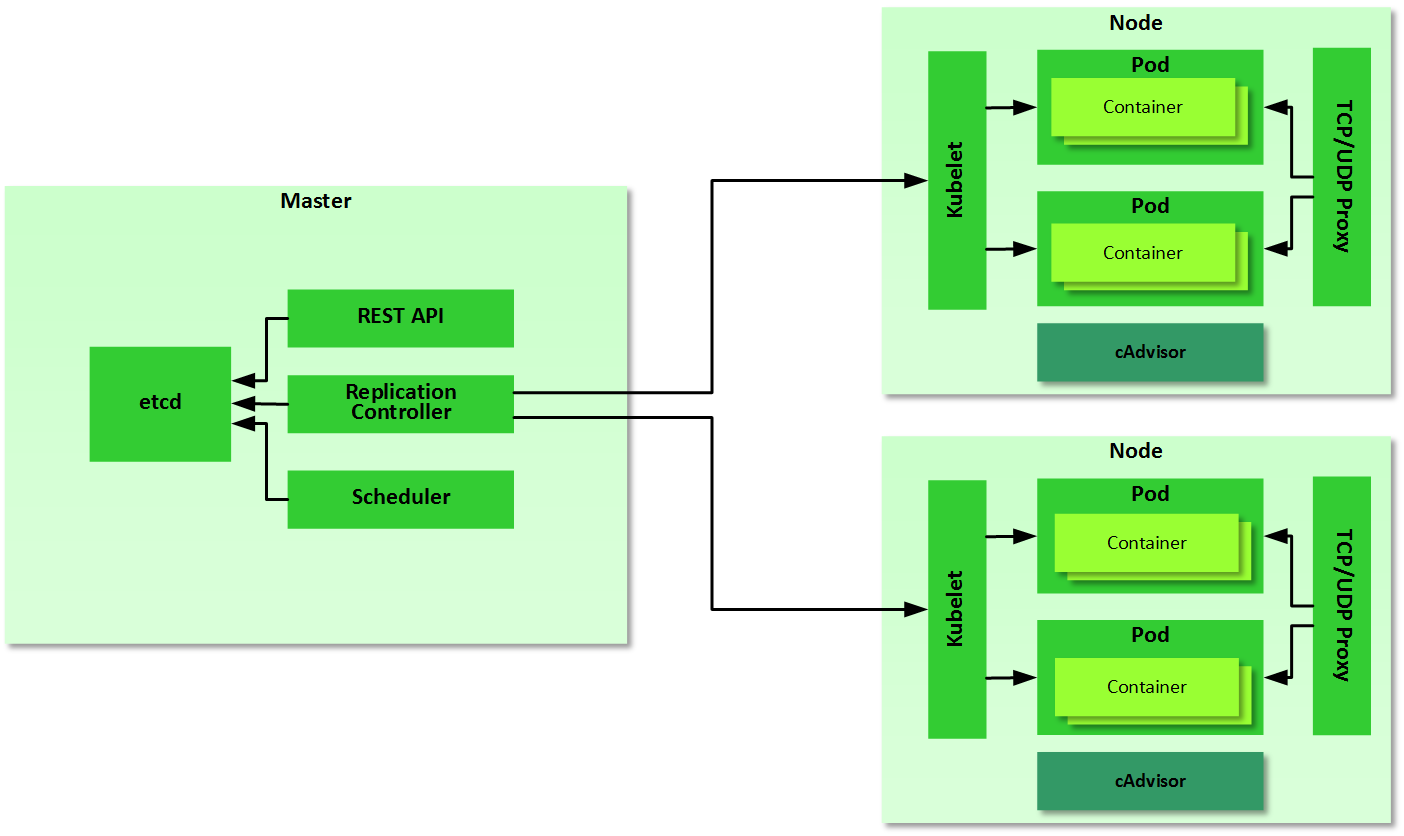 Master
REST API
etcd
Replication
Controller
Scheduler
Node
Kubelet
Pod
Container
Pod
Container
TCP/UDP Proxy
cAdvisor
Node
Kubelet
Pod
Container
Pod
Container
TCP/UDP Proxy
cAdvisor